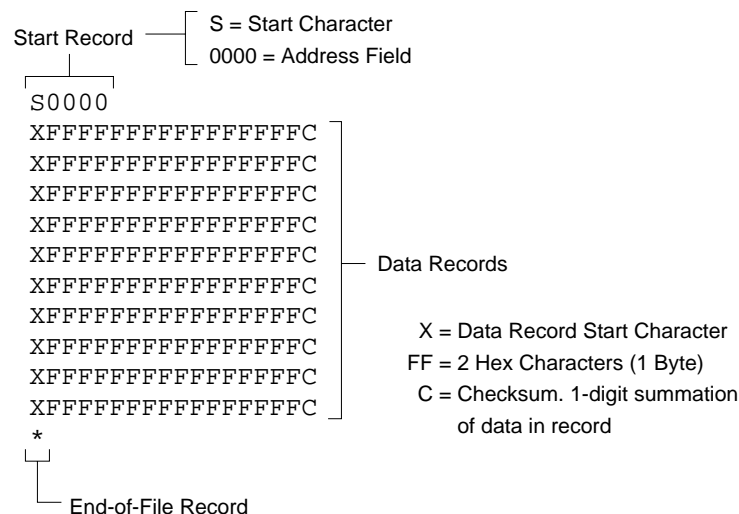 Start Record
S = Start Character
0000 = Address Field
S0000
XFFFFFFFFFFFFFFFFC
XFFFFFFFFFFFFFFFFC
XFFFFFFFFFFFFFFFFC
XFFFFFFFFFFFFFFFFC
XFFFFFFFFFFFFFFFFC
XFFFFFFFFFFFFFFFFC
XFFFFFFFFFFFFFFFFC
XFFFFFFFFFFFFFFFFC
XFFFFFFFFFFFFFFFFC
XFFFFFFFFFFFFFFFFC
*
Data Records
X = Data Record Start Character
FF = 2 Hex Characters (1 Byte)
C = Checksum. 1-digit summation
of data in record
End-of-File Record